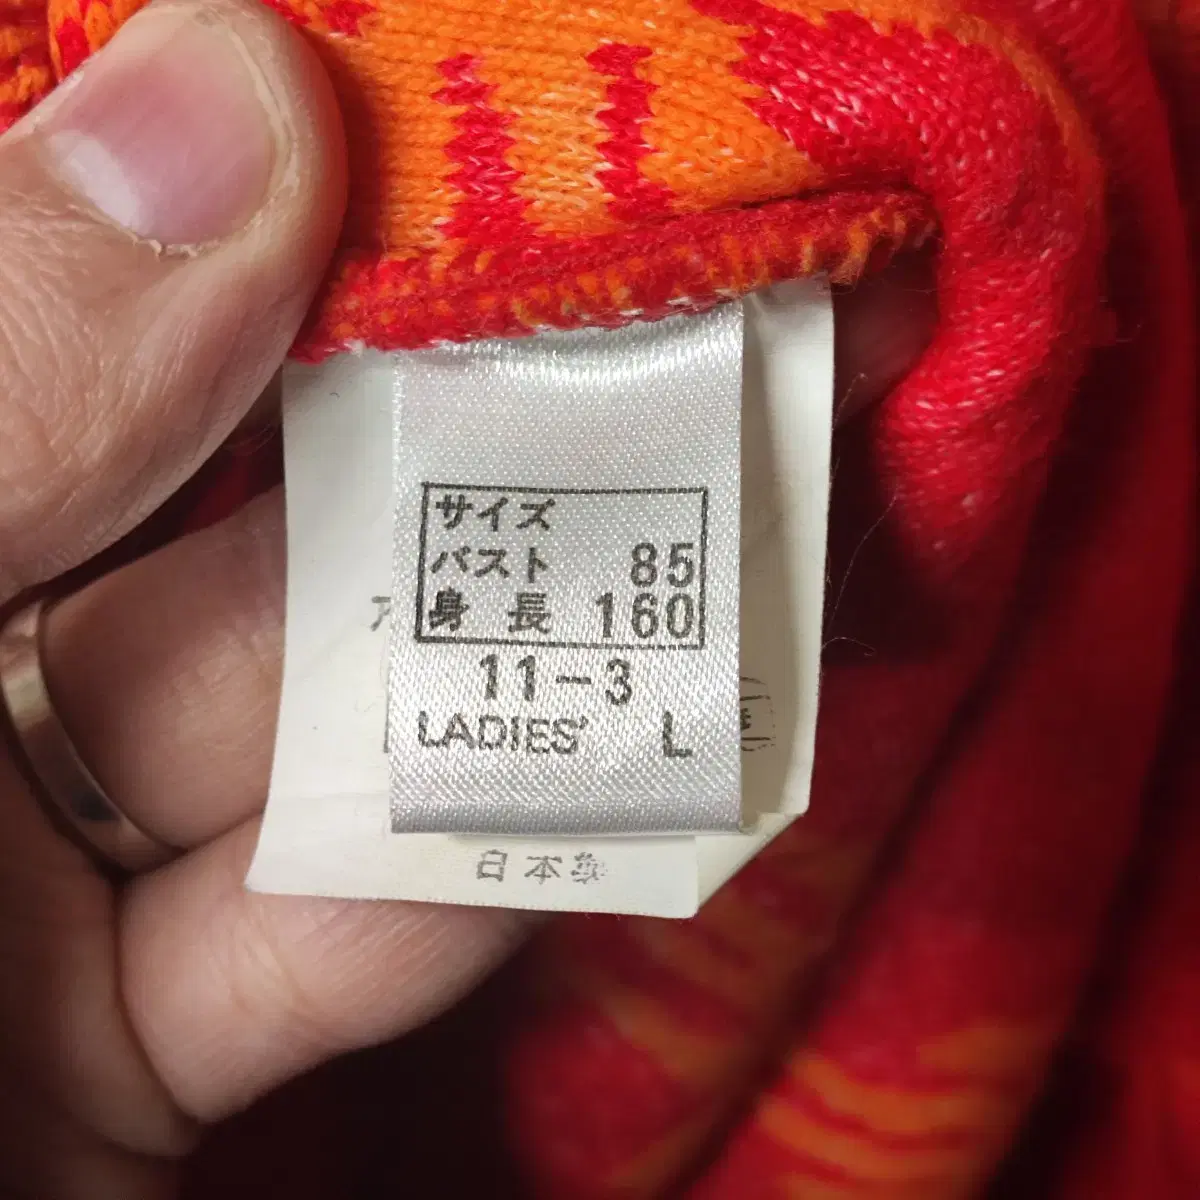 サイズ
バスト 85
身長 160
11-3
LADIES' L
日本製